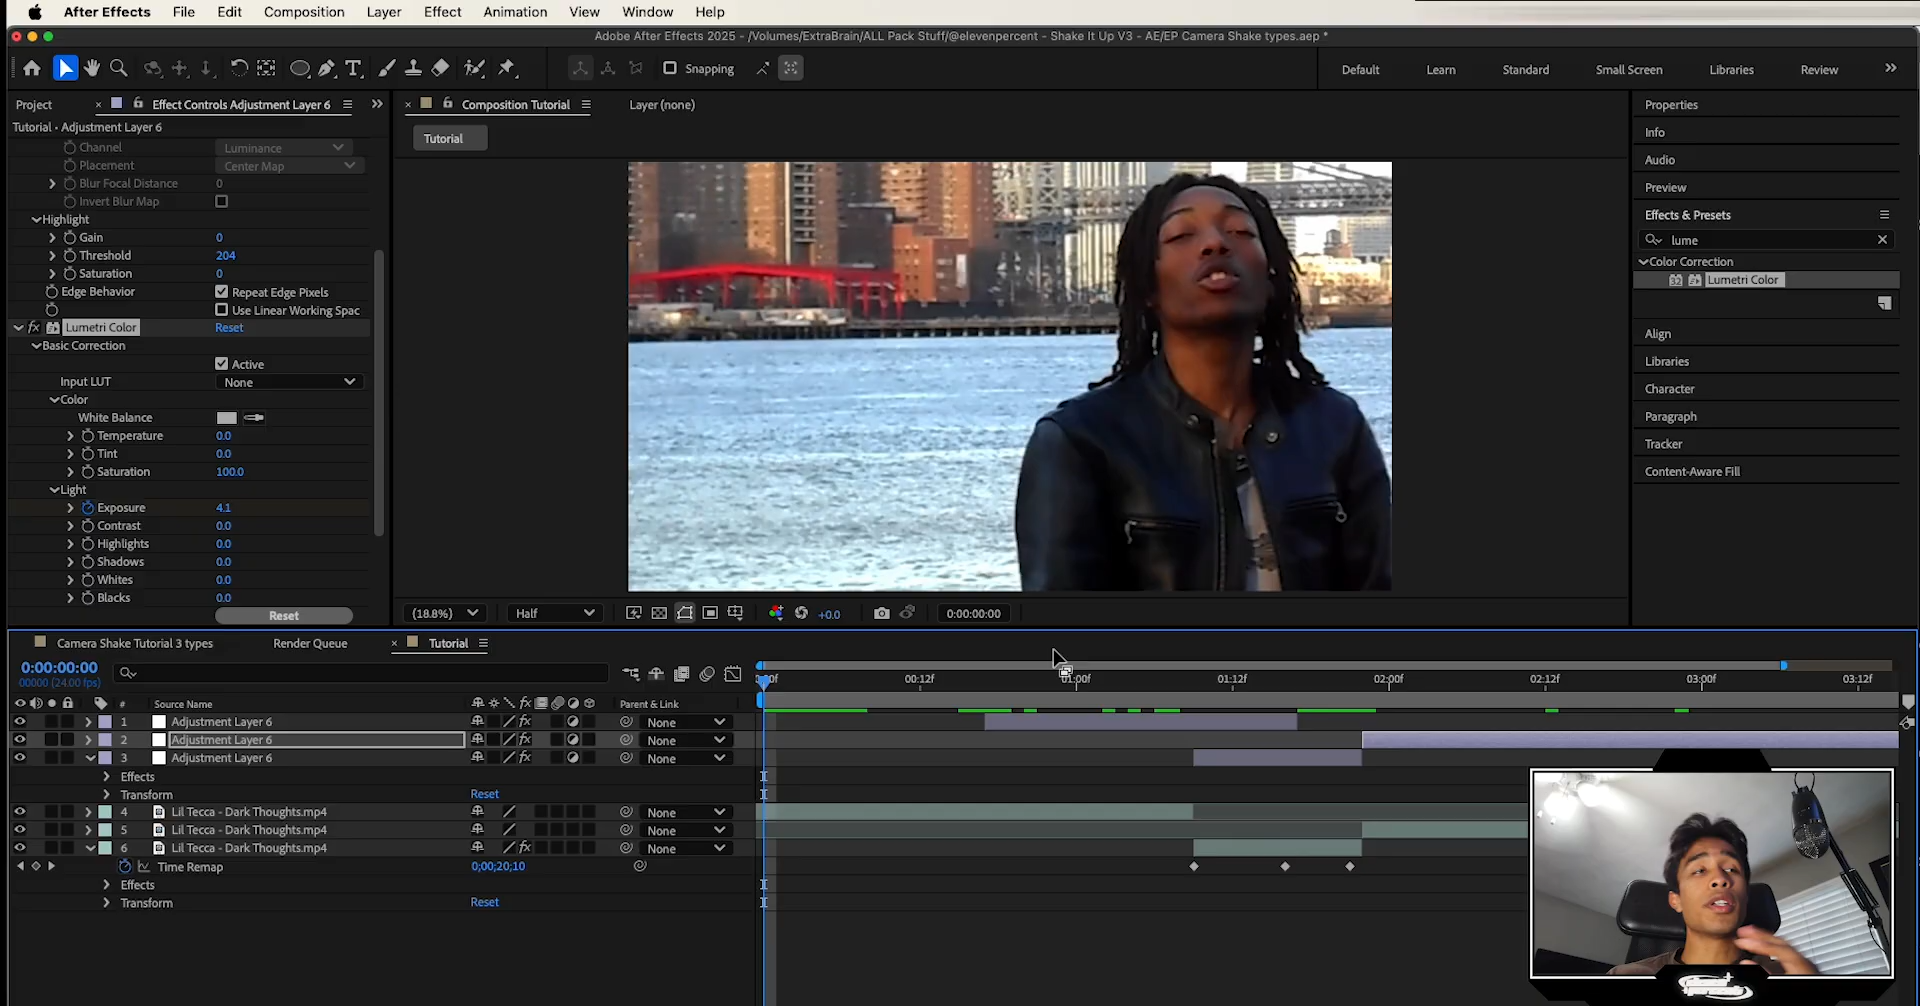 After Effects File Edit Composition Layer Effect Animation View Window Help
Adobe After Effects 2025 - /Volumes/ExtraBrain/ALL Pack Stuff/@elevenpercent - Shake It Up V3 - AE/EP Camera Shake types.aep *
Snapping Default Learn Standard Small Screen Libraries Review
Project Effect Controls Adjustment Layer 6
Tutorial • Adjustment Layer 6
Channel Luminance
Placement Center Map
Blur Focal Distance 0
Invert Blur Map
Highlight
Gain 0
Threshold 204
Saturation 0
Edge Behavior Repeat Edge Pixels
Use Linear Working Spac
fx Lumetri Color Reset
Basic Correction
Active
Input LUT None
Color
White Balance
Temperature 0.0
Tint 0.0
Saturation 100.0
Light
Exposure 4.1
Contrast 0.0
Highlights 0.0
Shadows 0.0
Whites 0.0
Blacks 0.0
Reset
Composition Tutorial Layer (none)
Tutorial
(18.8%) Half +0.0 0:00:00:00
Properties
Info
Audio
Preview
Effects & Presets
lume
Color Correction
32 Lumetri Color
Align
Libraries
Character
Paragraph
Tracker
Content-Aware Fill
Camera Shake Tutorial 3 types Render Queue Tutorial
0:00:00:00
00000 (24.00 fps)
:00f 00:12f 01:00f 01:12f 02:00f 02:12f 03:00f 03:12f
# Source Name fx Parent & Link
1 Adjustment Layer 6 fx None
2 Adjustment Layer 6 fx None
3 Adjustment Layer 6 fx None
Effects
Transform Reset
4 Lil Tecca - Dark Thoughts.mp4 None
5 Lil Tecca - Dark Thoughts.mp4 None
6 Lil Tecca - Dark Thoughts.mp4 fx None
Time Remap 0;00;20;10
Effects
Transform Reset